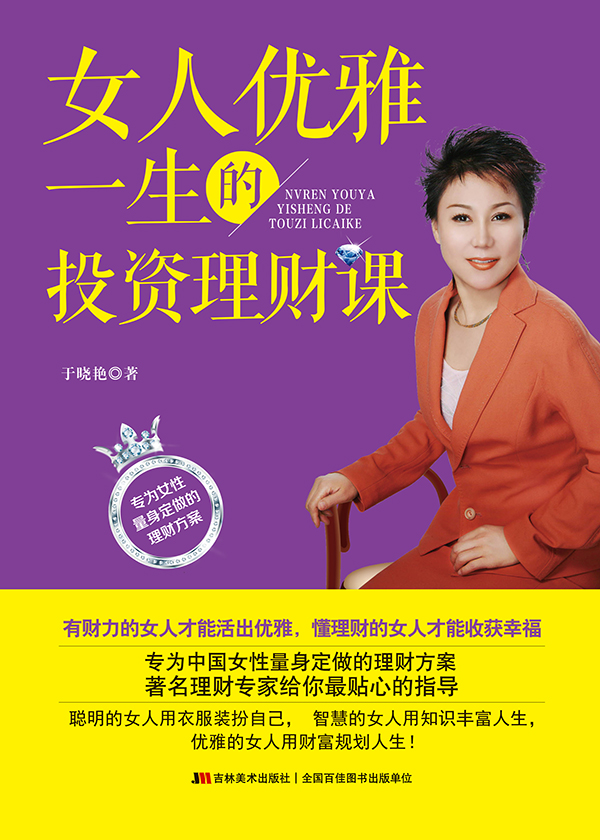 女人优雅
一生的
NVREN YOUYA
YISHENG DE
TOUZI LICAIKE
投资理财课
于晓艳◎著
专为女性
量身定做的
理财方案
有财力的女人才能活出优雅，懂理财的女人才能收获幸福
专为中国女性量身定做的理财方案
著名理财专家给你最贴心的指导
聪明的女人用衣服装扮自己， 智慧的女人用知识丰富人生，
优雅的女人用财富规划人生！
吉林美术出版社｜全国百佳图书出版单位